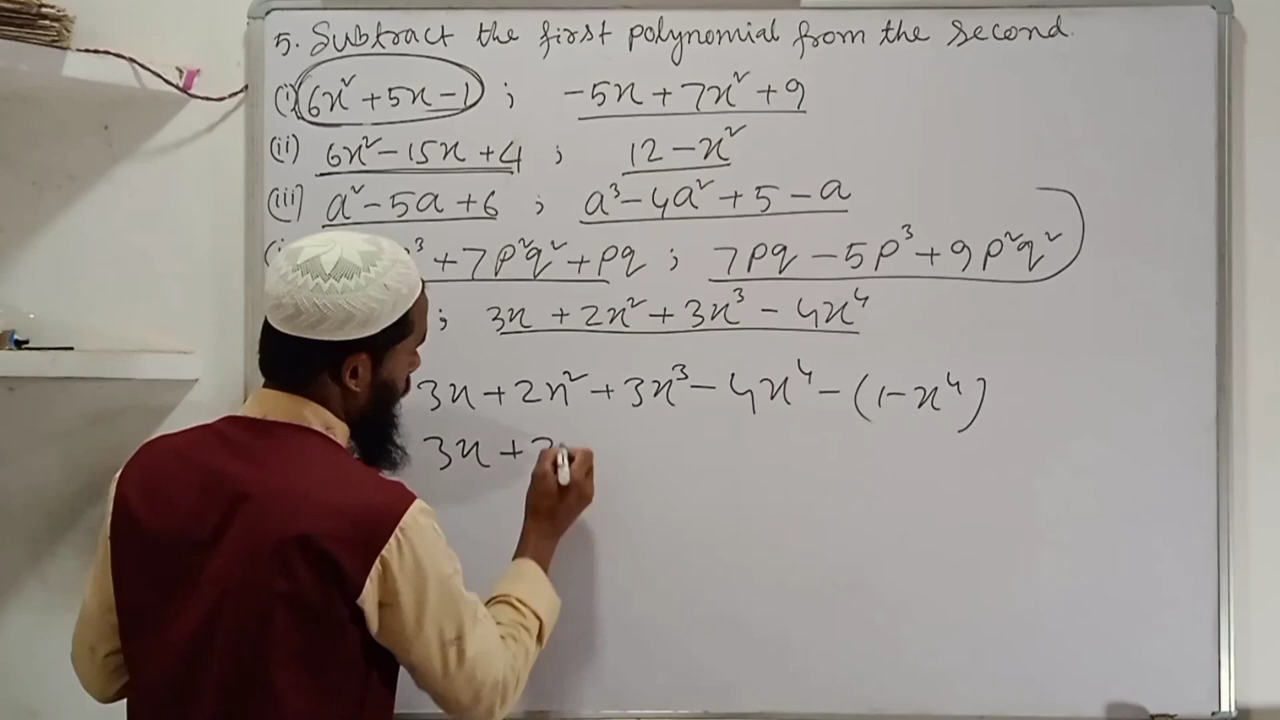 5. Subtract the first polynomial from the second.
(i) 6x² + 5x - 1 ; -5x + 7x² + 9
(ii) 6x² - 15x + 4 ; 12 - x²
(iii) a² - 5a + 6 ; a³ - 4a² + 5 - a
³ + 7p²q² + pq ; 7pq - 5p³ + 9p²q²
; 3x + 2x² + 3x³ - 4x⁴
3x + 2x² + 3x³ - 4x⁴ - (1 - x⁴)
3x + 2